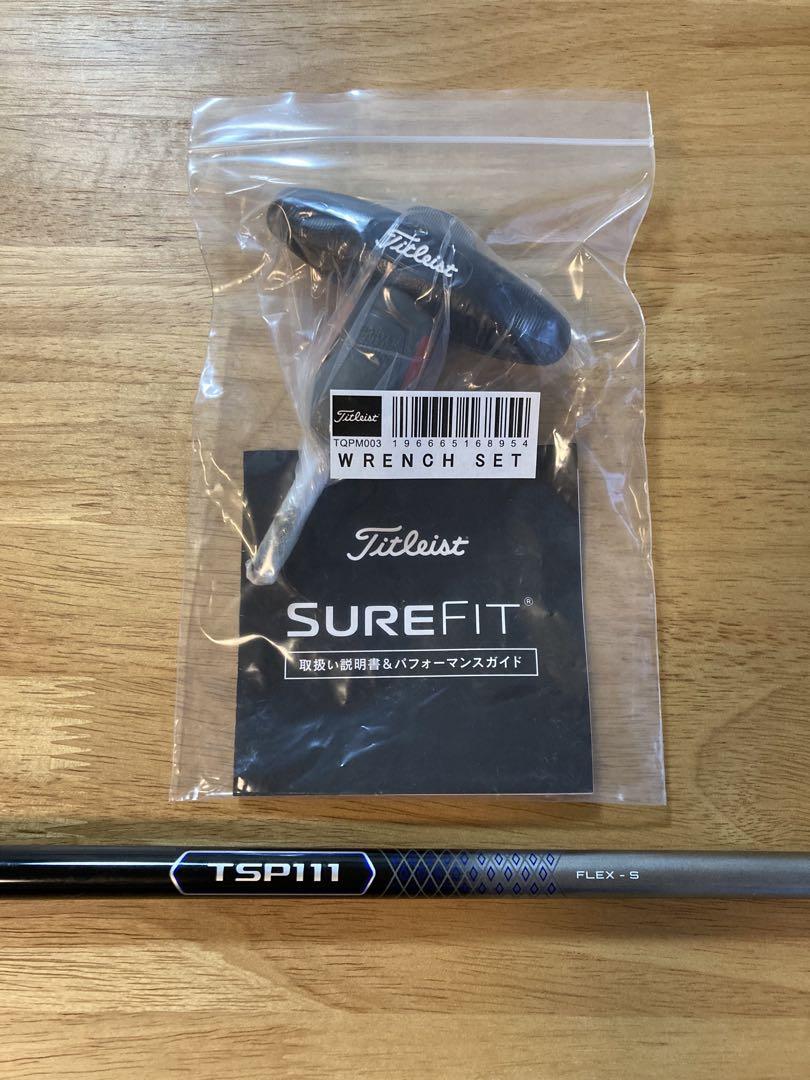 Titleist
Titleist
TQPM003 196665168954
WRENCH SET
Titleist
SUREFIT®
取扱い説明書&パフォーマンスガイド
TSP111 FLEX - S